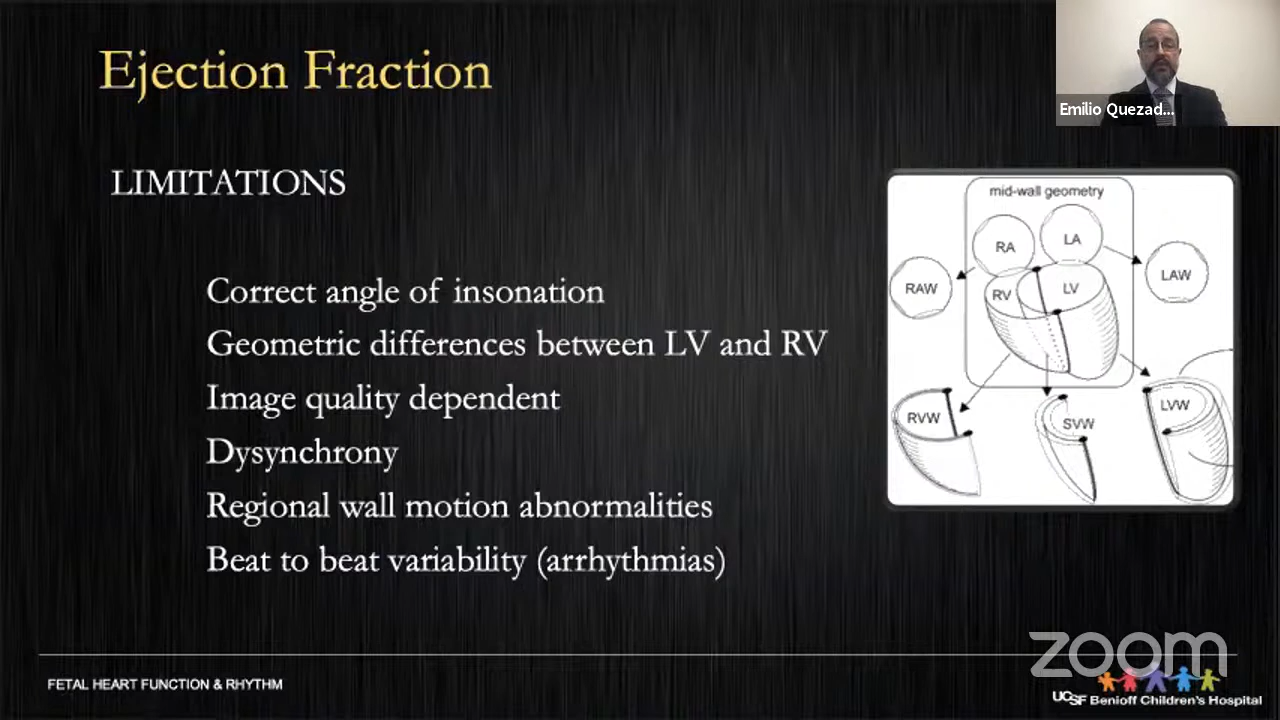 Ejection Fraction
Emilio Quezad...
LIMITATIONS
Correct angle of insonation
Geometric differences between LV and RV
Image quality dependent
Dysynchrony
Regional wall motion abnormalities
Beat to beat variability (arrhythmias)
mid-wall geometry
RA
LA
RAW
LAW
RV
LV
RVW
SVW
LVW
zoom
FETAL HEART FUNCTION & RHYTHM
UCSF Benioff Children's Hospital